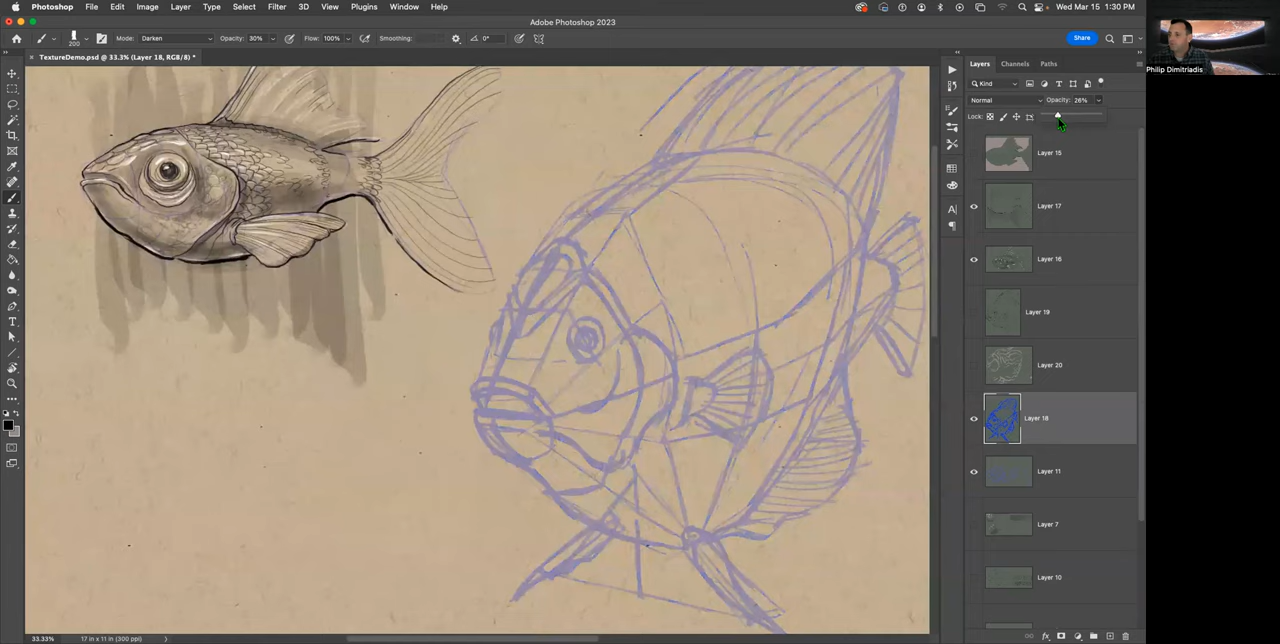 Photoshop File Edit Image Layer Type Select Filter 3D View Plugins Window Help
Wed Mar 15 1:30 PM
Adobe Photoshop 2023
200 Mode: Darken Opacity: 30% Flow: 100% Smoothing: 0°
Share
TextureDemo.psd @ 33.3% (Layer 18, RGB/8) *
Layers Channels Paths
Kind
Normal Opacity: 26%
Lock:
Layer 15
Layer 17
Layer 16
Layer 19
Layer 20
Layer 18
Layer 11
Layer 7
Layer 10
33.33% 17 in x 11 in (300 ppi)
Philip Dimitriadis